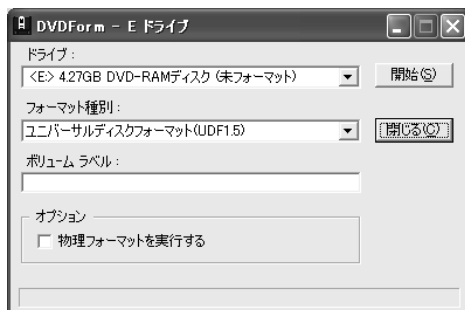 DVDForm - E ドライブ
ドライブ :
<E:> 4.27GB DVD-RAMディスク (未フォーマット)
開始(S)
フォーマット種別 :
ユニバーサルディスクフォーマット(UDF1.5)
閉じる(C)
ボリューム ラベル :
オプション
物理フォーマットを実行する